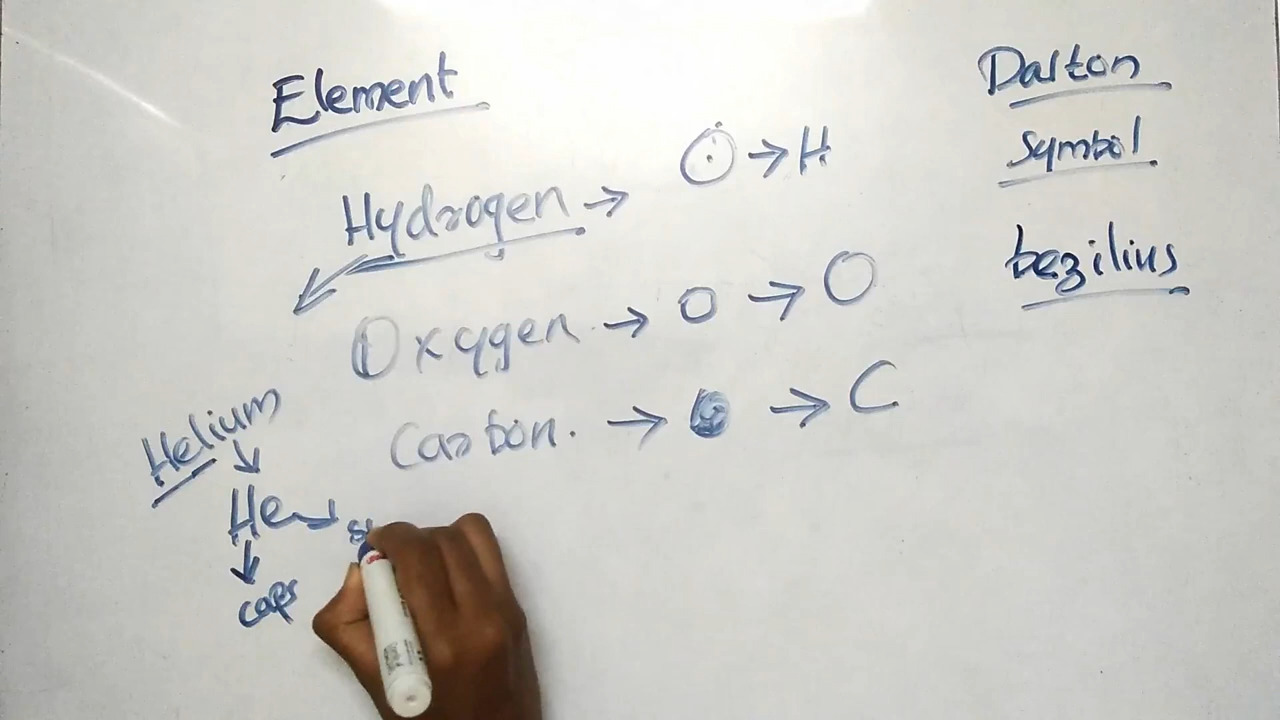 Element
Hydrogen → ⊙ → H
Oxygen. → O → O
Carbon. → ● → C
Helium
↓
He →
↓
caps
Dalton
Symbol
bezilius